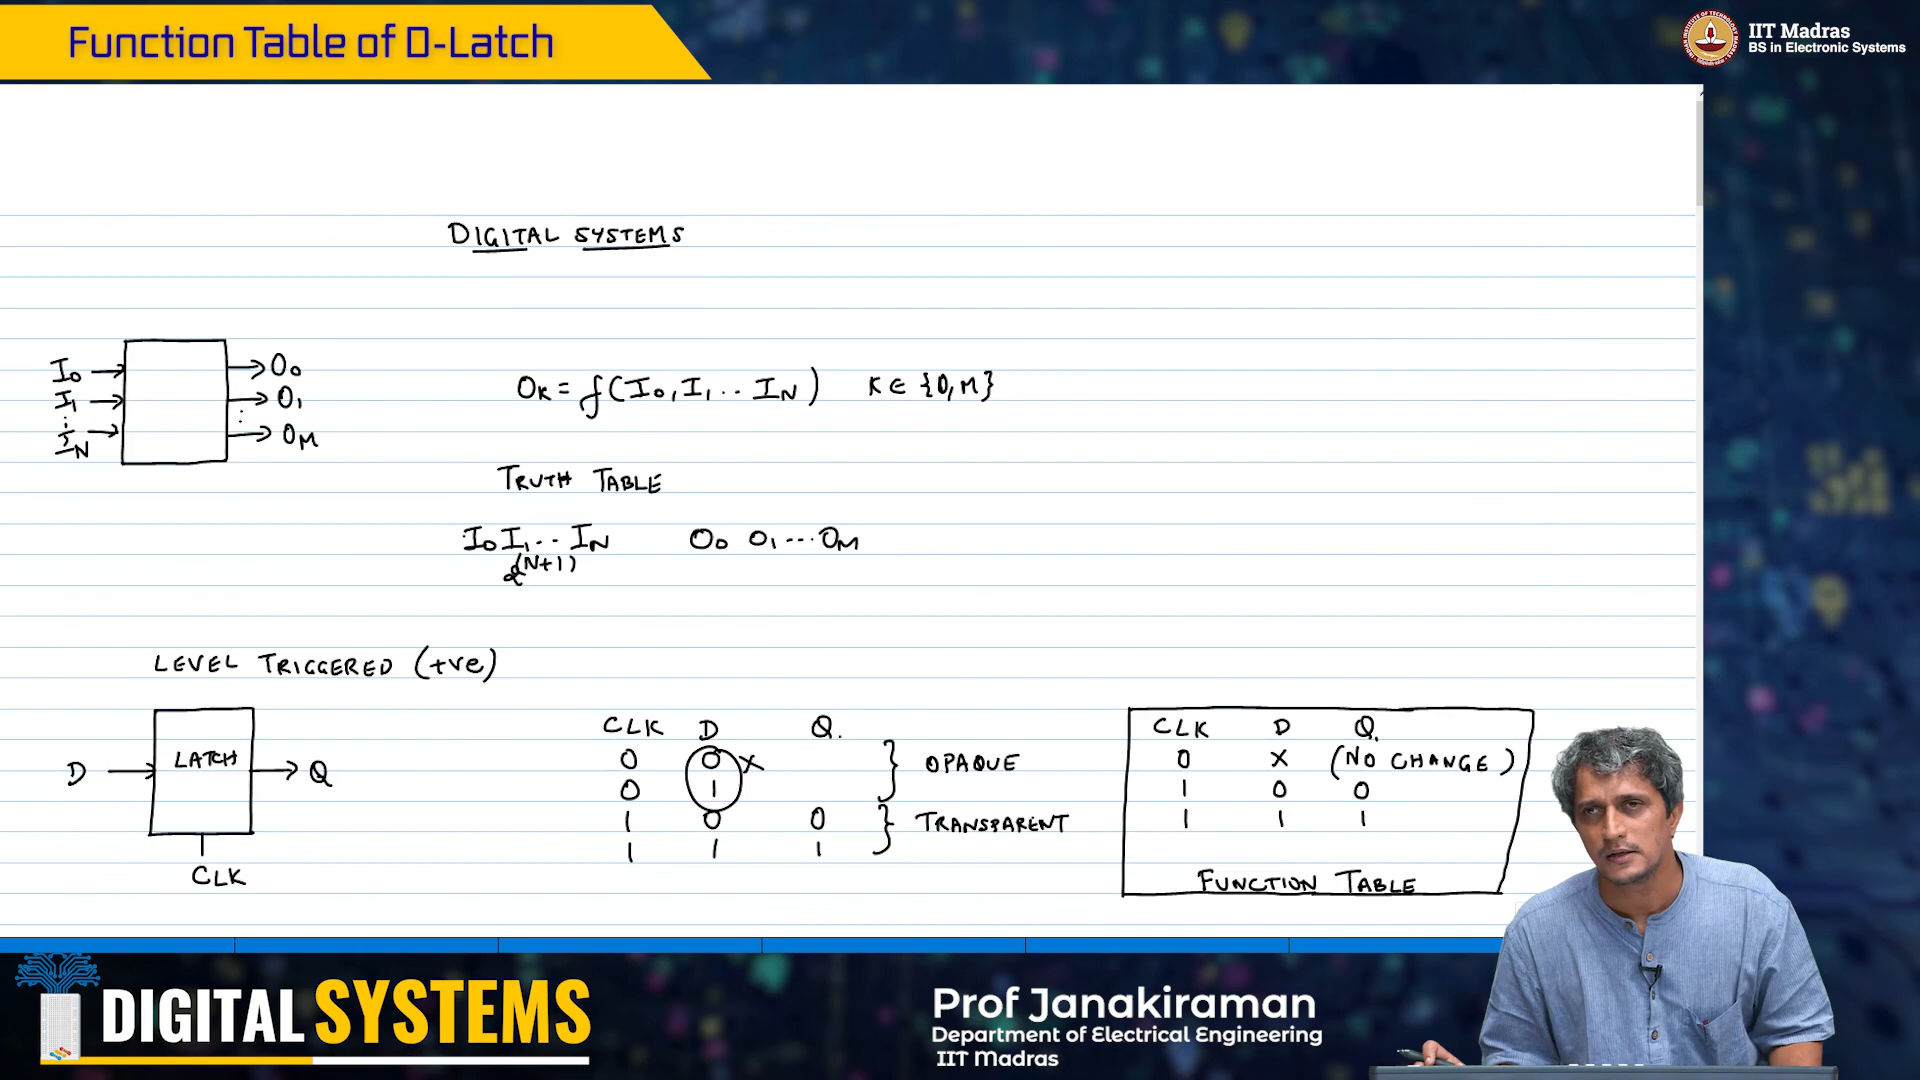 Function Table of D-Latch
IIT Madras
BS in Electronic Systems
DIGITAL SYSTEMS
I0 O0
I1 O1
⋮ ⋮
IN OM
OK = f(I0, I1 .. IN) K ∈ {0, M}
TRUTH TABLE
I0 I1 .. IN O0 O1 ... OM
2^(N+1)
LEVEL TRIGGERED (+ve)
D LATCH Q
CLK
CLK D Q.
0 0 X
0 1
OPAQUE
1 0 0
1 1 1
TRANSPARENT
CLK D Q.
0 X (NO CHANGE)
1 0 0
1 1 1
FUNCTION TABLE
DIGITAL SYSTEMS
Prof Janakiraman
Department of Electrical Engineering
IIT Madras